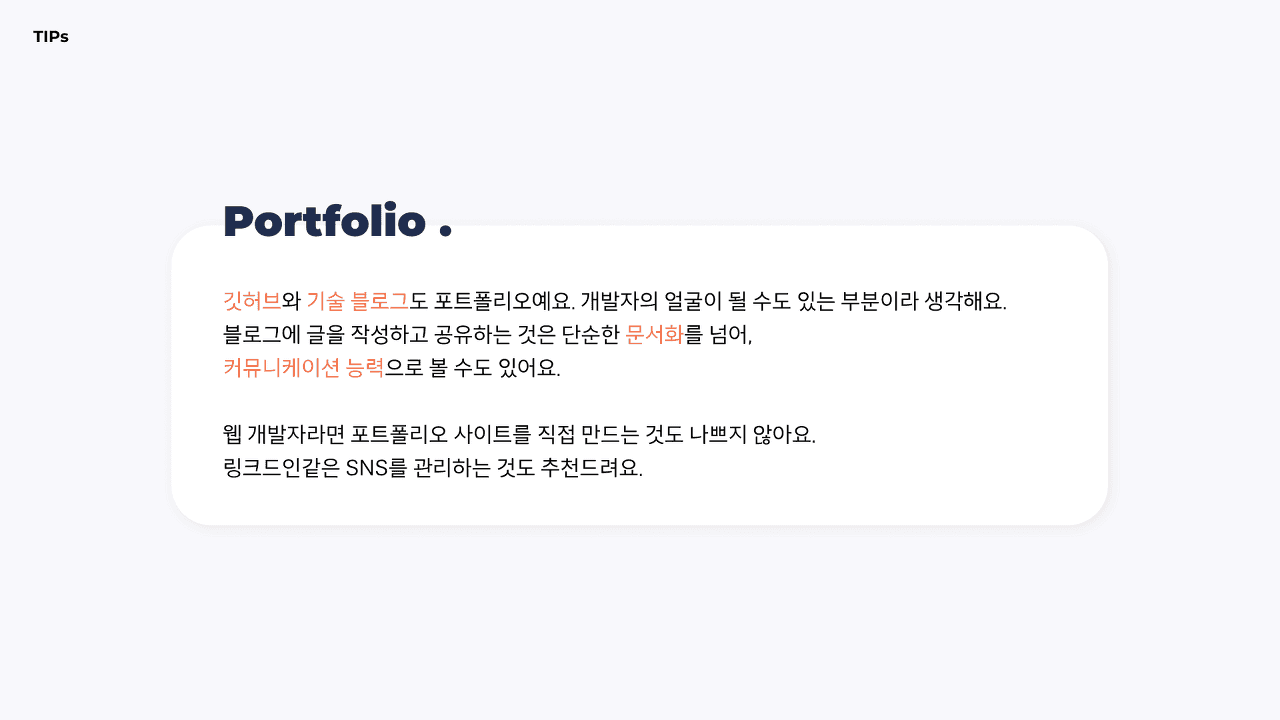 TIPs
Portfolio .
깃허브와 기술 블로그도 포트폴리오예요. 개발자의 얼굴이 될 수도 있는 부분이라 생각해요.
블로그에 글을 작성하고 공유하는 것은 단순한 문서화를 넘어,
커뮤니케이션 능력으로 볼 수도 있어요.
웹 개발자라면 포트폴리오 사이트를 직접 만드는 것도 나쁘지 않아요.
링크드인같은 SNS를 관리하는 것도 추천드려요.